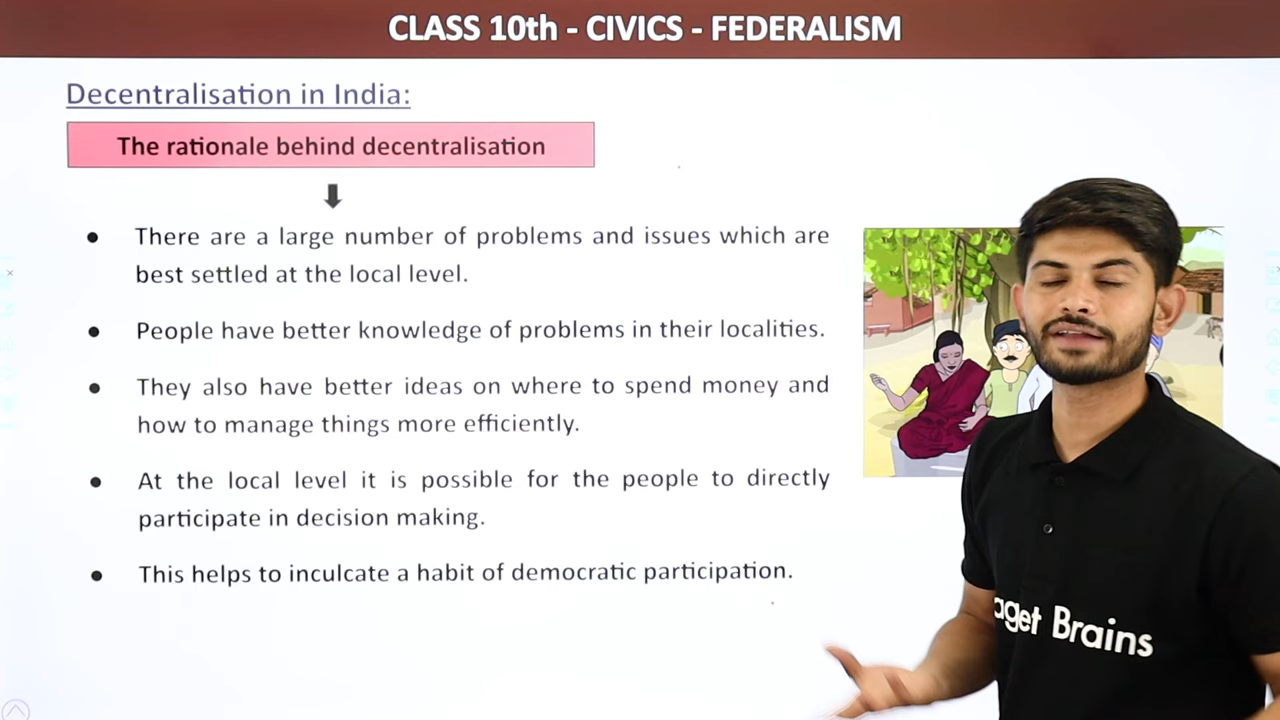 CLASS 10th - CIVICS - FEDERALISM
Decentralisation in India:
The rationale behind decentralisation
● There are a large number of problems and issues which are
best settled at the local level.
● People have better knowledge of problems in their localities.
● They also have better ideas on where to spend money and
how to manage things more efficiently.
● At the local level it is possible for the people to directly
participate in decision making.
● This helps to inculcate a habit of democratic participation.
Brains